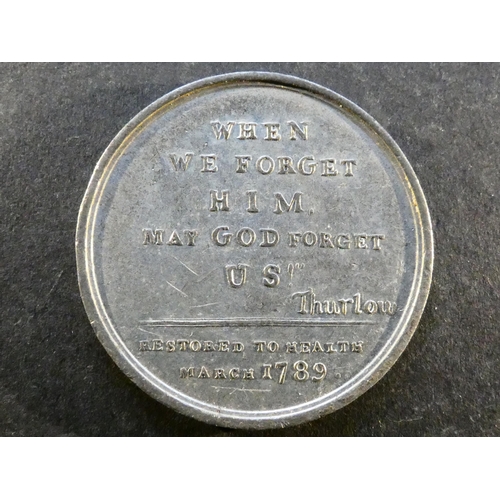 WHEN
WE FORGET
HIM,
MAY GOD FORGET
US!!!
Thurlow
RESTORED TO HEALTH
MARCH 1789